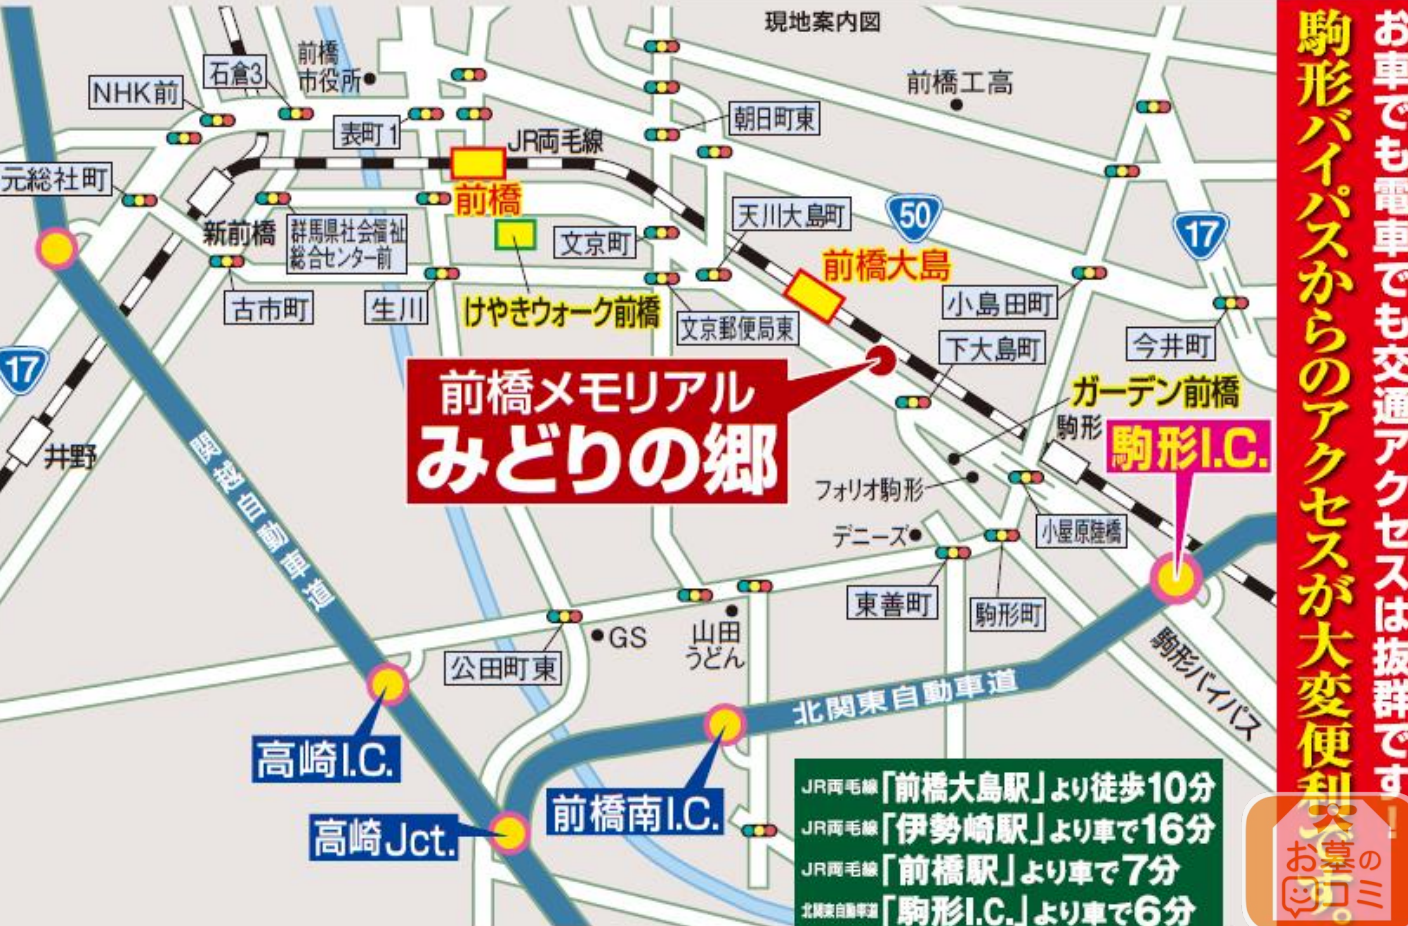 現地案内図
お車でも電車でも交通アクセスは抜群です!
駒形バイパスからのアクセスが大変便利です。
石倉3
前橋
市役所
NHK前
表町1
JR両毛線
朝日町東
前橋工高
元総社町
前橋
新前橋
群馬県社会福祉
総合センター前
文京町
天川大島町
50
17
前橋大島
古市町
生川
けやきウォーク前橋
文京郵便局東
小島田町
下大島町
今井町
17
前橋メモリアル
みどりの郷
ガーデン前橋
駒形
駒形I.C.
井野
関越自動車道
フォリオ駒形
デニーズ
小屋原陸橋
東善町
駒形町
公田町東
GS
山田
うどん
駒形バイパス
北関東自動車道
高崎I.C.
高崎Jct.
前橋南I.C.
JR両毛線「前橋大島駅」より徒歩10分
JR両毛線「伊勢崎駅」より車で16分
JR両毛線「前橋駅」より車で7分
北関東自動車道「駒形I.C.」より車で6分
お墓の
口コミ